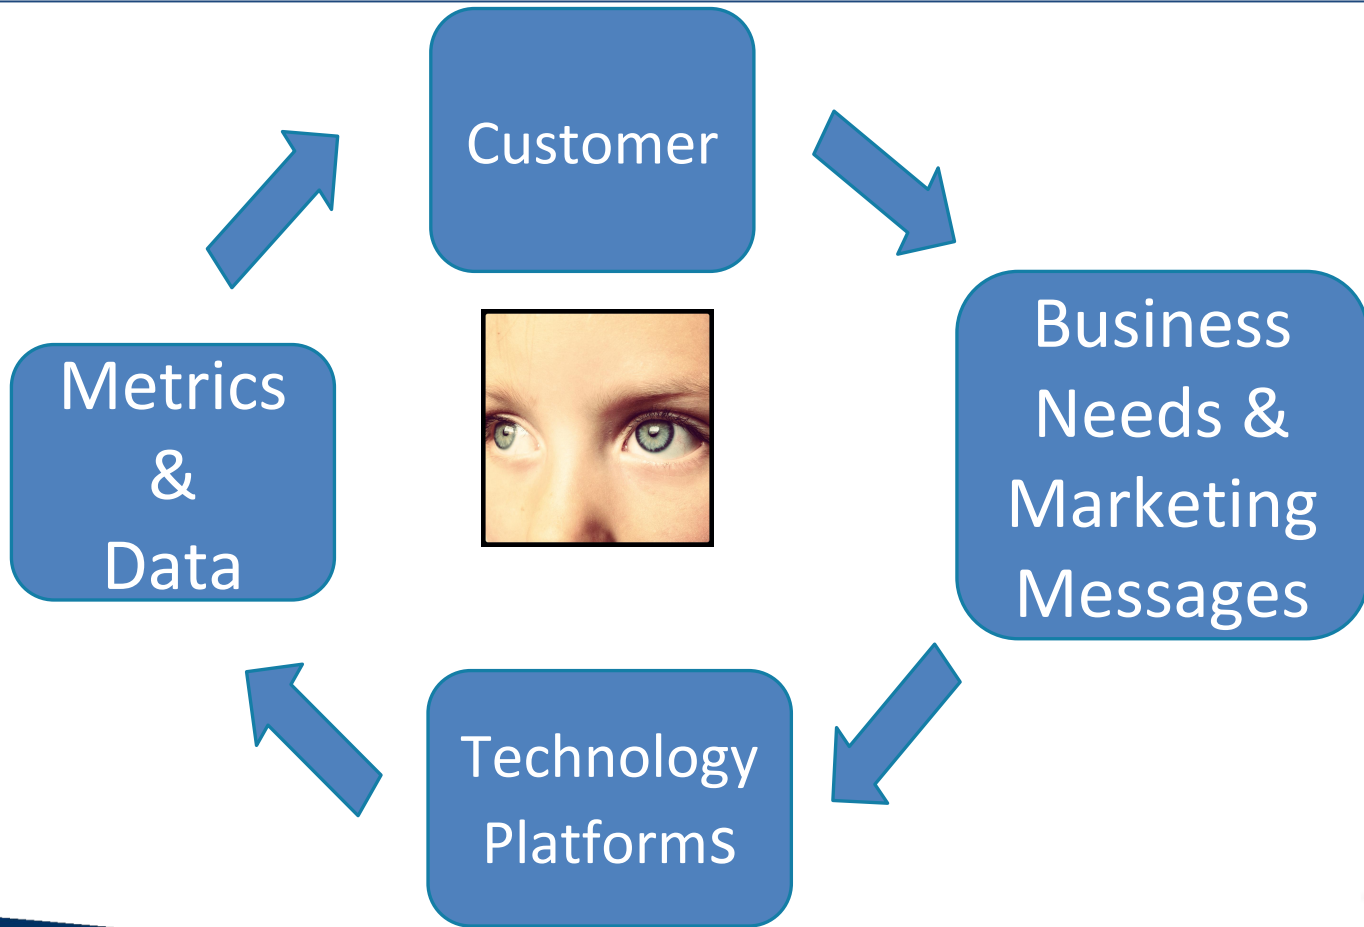 Customer
Business
Needs &
Marketing
Messages
Technology
Platforms
Metrics
&
Data